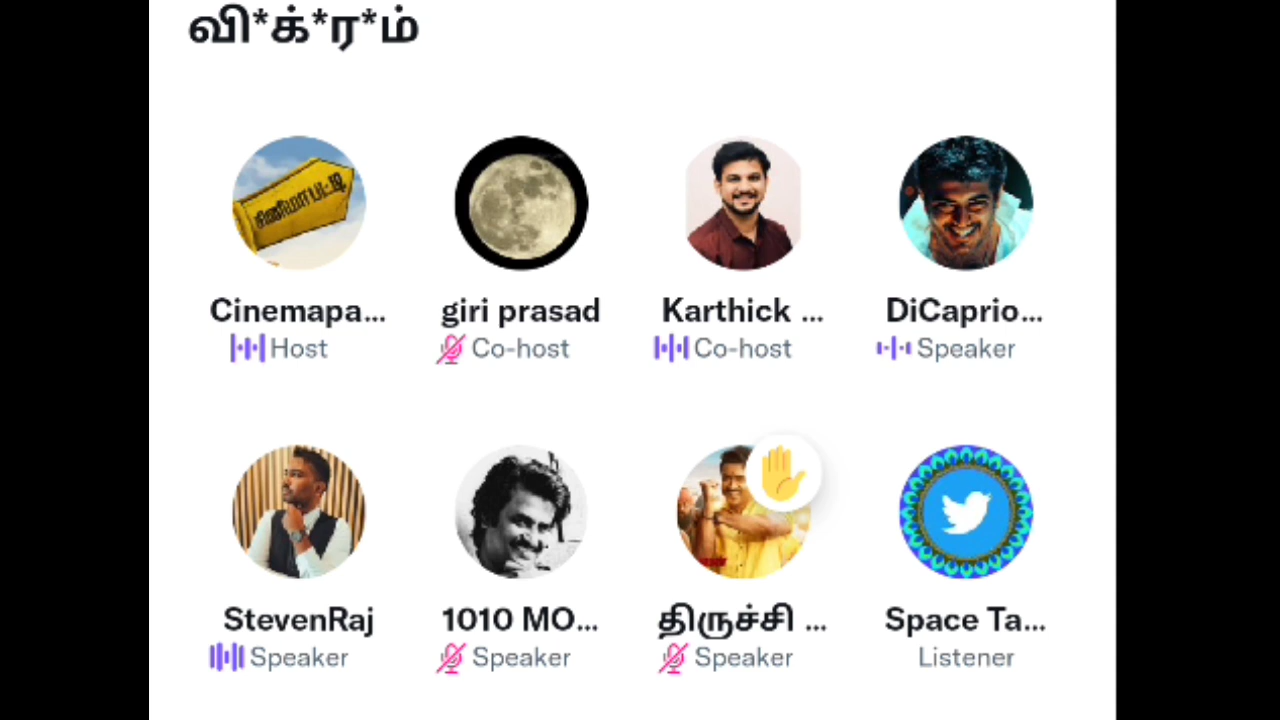 வி*க்*ர*ம்
சினிமாபட்டி
Cinemapa... giri prasad Karthick ... DiCaprio...
Host Co-host Co-host Speaker
StevenRaj 1010 MO... திருச்சி ... Space Ta...
Speaker Speaker Speaker Listener